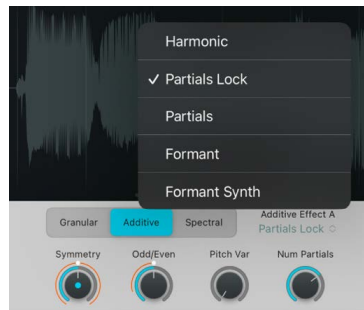 Harmonic
✓ Partials Lock
Partials
Formant
Formant Synth
Granular Additive Spectral
Additive Effect A
Partials Lock
Symmetry Odd/Even Pitch Var Num Partials